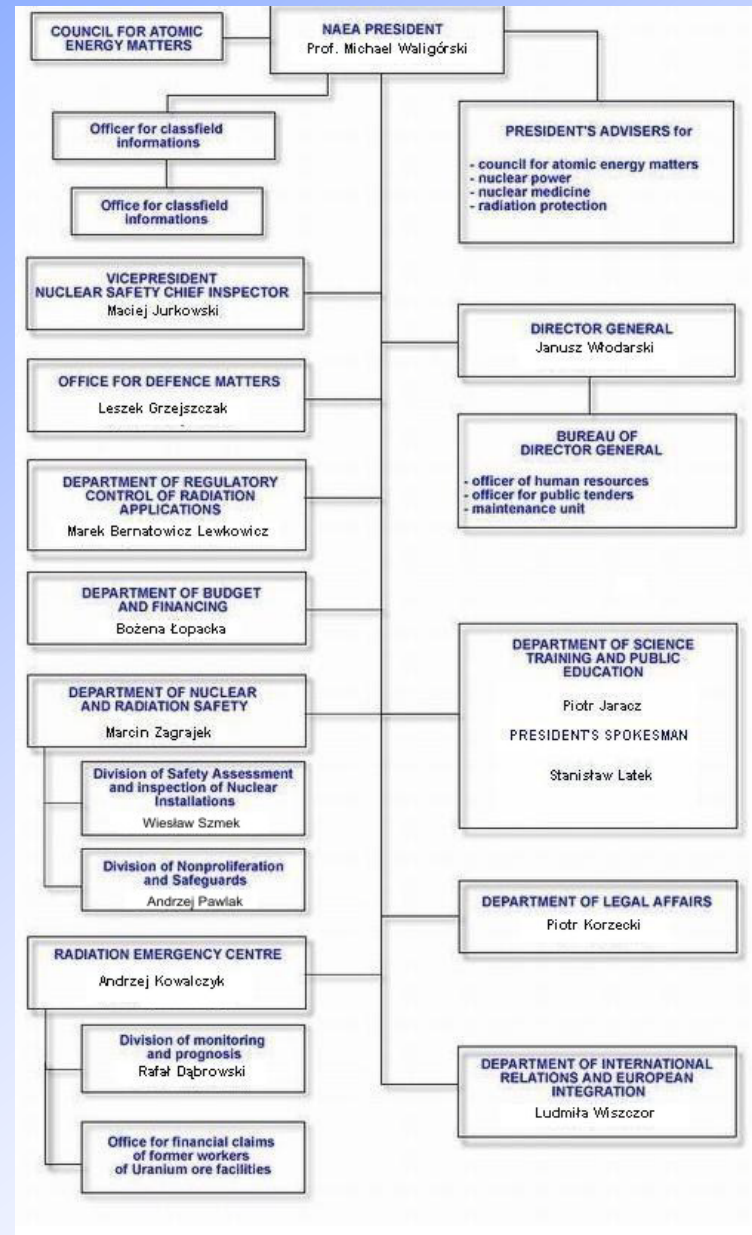 COUNCIL FOR ATOMIC
ENERGY MATTERS
NAEA PRESIDENT
Prof. Michael Waligórski
Officer for classfield
informations
Office for classfield
informations
PRESIDENT'S ADVISERS for
- council for atomic energy matters
- nuclear power
- nuclear medicine
- radiation protection
VICEPRESIDENT
NUCLEAR SAFETY CHIEF INSPECTOR
Maciej Jurkowski
DIRECTOR GENERAL
Janusz Włodarski
OFFICE FOR DEFENCE MATTERS
Leszek Grzejszczak
BUREAU OF
DIRECTOR GENERAL
- officer of human resources
- officer for public tenders
- maintenance unit
DEPARTMENT OF REGULATORY
CONTROL OF RADIATION
APPLICATIONS
Marek Bernatowicz Lewkowicz
DEPARTMENT OF BUDGET
AND FINANCING
Bożena Łopacka
DEPARTMENT OF SCIENCE
TRAINING AND PUBLIC
EDUCATION
Piotr Jaracz
PRESIDENT'S SPOKESMAN
Stanisław Latek
DEPARTMENT OF NUCLEAR
AND RADIATION SAFETY
Marcin Zagrajek
Division of Safety Assessment
and inspection of Nuclear
Installations
Wiesław Szmek
Division of Nonproliferation
and Safeguards
Andrzej Pawlak
DEPARTMENT OF LEGAL AFFAIRS
Piotr Korzecki
RADIATION EMERGENCY CENTRE
Andrzej Kowalczyk
Division of monitoring
and prognosis
Rafał Dąbrowski
DEPARTMENT OF INTERNATIONAL
RELATIONS AND EUROPEAN
INTEGRATION
Ludmiła Wiszczor
Office for financial claims
of former workers
of Uranium ore facilities